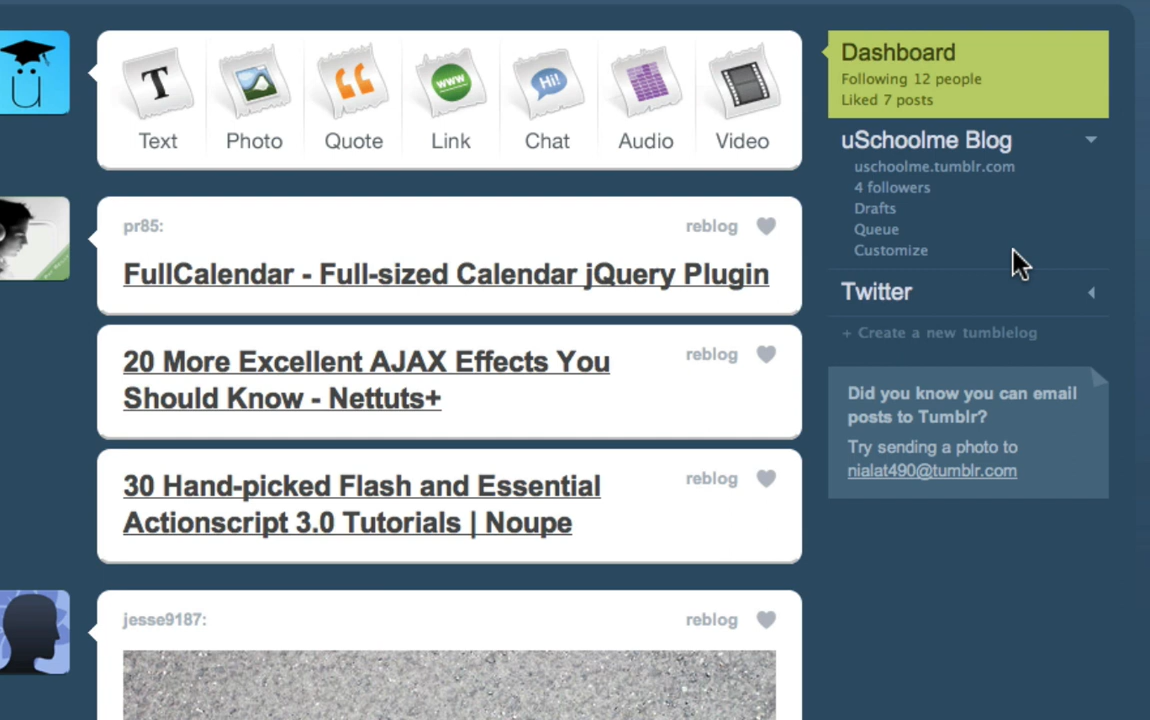 T
www
Hi!
Text Photo Quote Link Chat Audio Video
pr85: reblog
FullCalendar - Full-sized Calendar jQuery Plugin
20 More Excellent AJAX Effects You
Should Know - Nettuts+
reblog
30 Hand-picked Flash and Essential
Actionscript 3.0 Tutorials | Noupe
reblog
jesse9187: reblog
Dashboard
Following 12 people
Liked 7 posts
uSchoolme Blog
uschoolme.tumblr.com
4 followers
Drafts
Queue
Customize
Twitter
+ Create a new tumblelog
Did you know you can email
posts to Tumblr?
Try sending a photo to
nialat490@tumblr.com